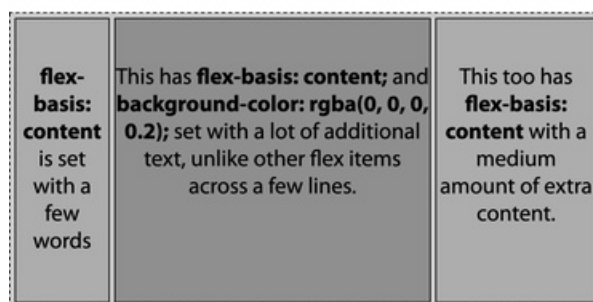 flex-
basis:
content
is set
with a
few
words
This has flex-basis: content; and
background-color: rgba(0, 0, 0,
0.2); set with a lot of additional
text, unlike other flex items
across a few lines.
This too has
flex-basis:
content with a
medium
amount of extra
content.